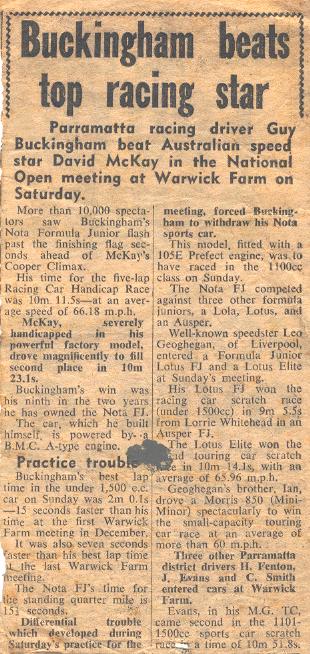 Buckingham beats
top racing star
Parramatta racing driver Guy
Buckingham beat Australian speed
star David McKay in the National
Open meeting at Warwick Farm on
Saturday.
More than 10,000 specta-
tors saw Buckingham's
Nota Formula Junior flash
past the finishing flag sec-
onds ahead of McKay's
Cooper Climax.
His time for the five-lap
Racing Car Handicap Race
was 10m. 11.5s—at an aver-
age speed of 66.18 m.p.h.
McKay, severely
handicapped in his
powerful factory model,
drove magnificently to fill
second place in 10m
23.1s.
Buckingham's win was
his ninth in the two years
he has owned the Nota FJ.
The car, which he built
himself, is powered by a
B.M.C. A-type engine.
Practice trouble
Buckingham's best lap
time in the under 1,500 c.c.
car on Sunday was 2m 0.1s
—15 seconds faster than his
time at the first Warwick
Farm meeting in December.
It was also seven seconds
faster than his best lap time
at the last Warwick Farm
meeting.
The Nota FJ's time for
the standing quarter mile is
15½ seconds.
Differential trouble
which developed during
Saturday's practice for the
meeting, forced Bucking-
ham to withdraw his Nota
sports car.
This model, fitted with a
105E Prefect engine, was to
have raced in the 1100cc
class on Sunday.
The Nota FJ competed
against three other formula
juniors, a Lola, Lotus, and
an Ausper.
Well-known speedster Leo
Geoghegan, of Liverpool,
entered a Formula Junior
Lotus FJ and a Lotus Elite
at Sunday's meeting.
His Lotus FJ won the
racing car scratch race
(under 1500cc) in 9m 5.5s
from Lorrie Whitehead in an
Ausper FJ.
The Lotus Elite won the
touring car scratch
race in 10m 14.1s, with an
average of 65.96 m.p.h.
Geoghegan's brother, Ian,
drove a Morris 850 (Mini-
Minor) spectacularly to win
the small-capacity touring
car race at an average of
more than 60 m.p.h.
Three other Parramatta
district drivers H. Fenton,
J. Evans and C. Smith
entered cars at Warwick
Farm.
Evans, in his M.G. TC,
came second in the 1101-
1500cc sports car scratch
race in a time of 10m 51.8s.